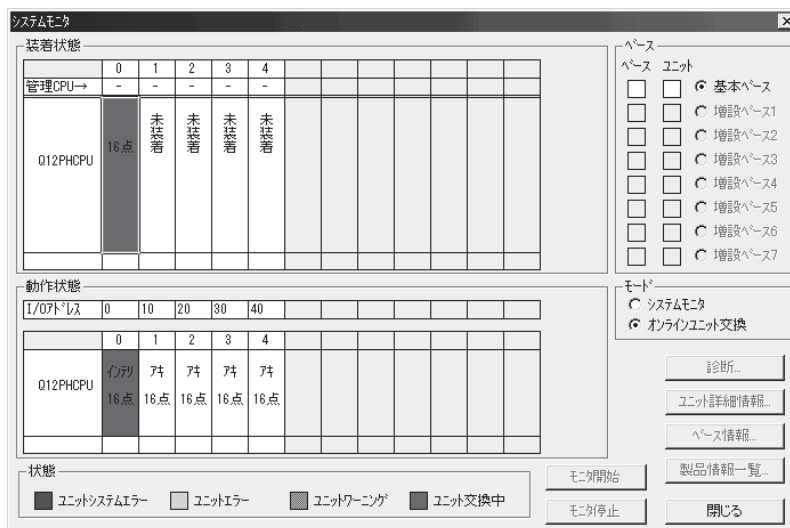 システムモニタ
装着状態
0 1 2 3 4
管理CPU→ - - - - -
Q12PHCPU 16点 未装着 未装着 未装着 未装着
ベース
ベース ユニット
基本ベース
増設ベース1
増設ベース2
増設ベース3
増設ベース4
増設ベース5
増設ベース6
増設ベース7
動作状態
I/Oアドレス 0 10 20 30 40
0 1 2 3 4
Q12PHCPU インテリ アキ アキ アキ アキ
16点 16点 16点 16点 16点
モード
システムモニタ
オンラインユニット交換
診断...
ユニット詳細情報...
ベース情報...
製品情報一覧...
状態
ユニットシステムエラー ユニットエラー ユニットワーニング ユニット交換中
モニタ開始
モニタ停止
閉じる